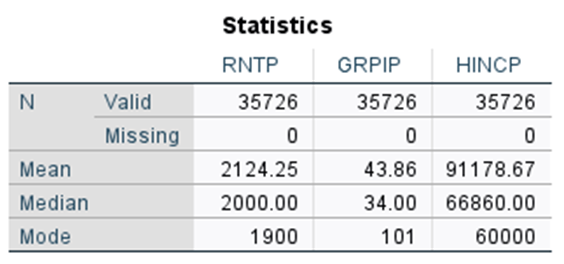 Statistics
RNTP GRPIP HINCP
N Valid 35726 35726 35726
Missing 0 0 0
Mean 2124.25 43.86 91178.67
Median 2000.00 34.00 66860.00
Mode 1900 101 60000